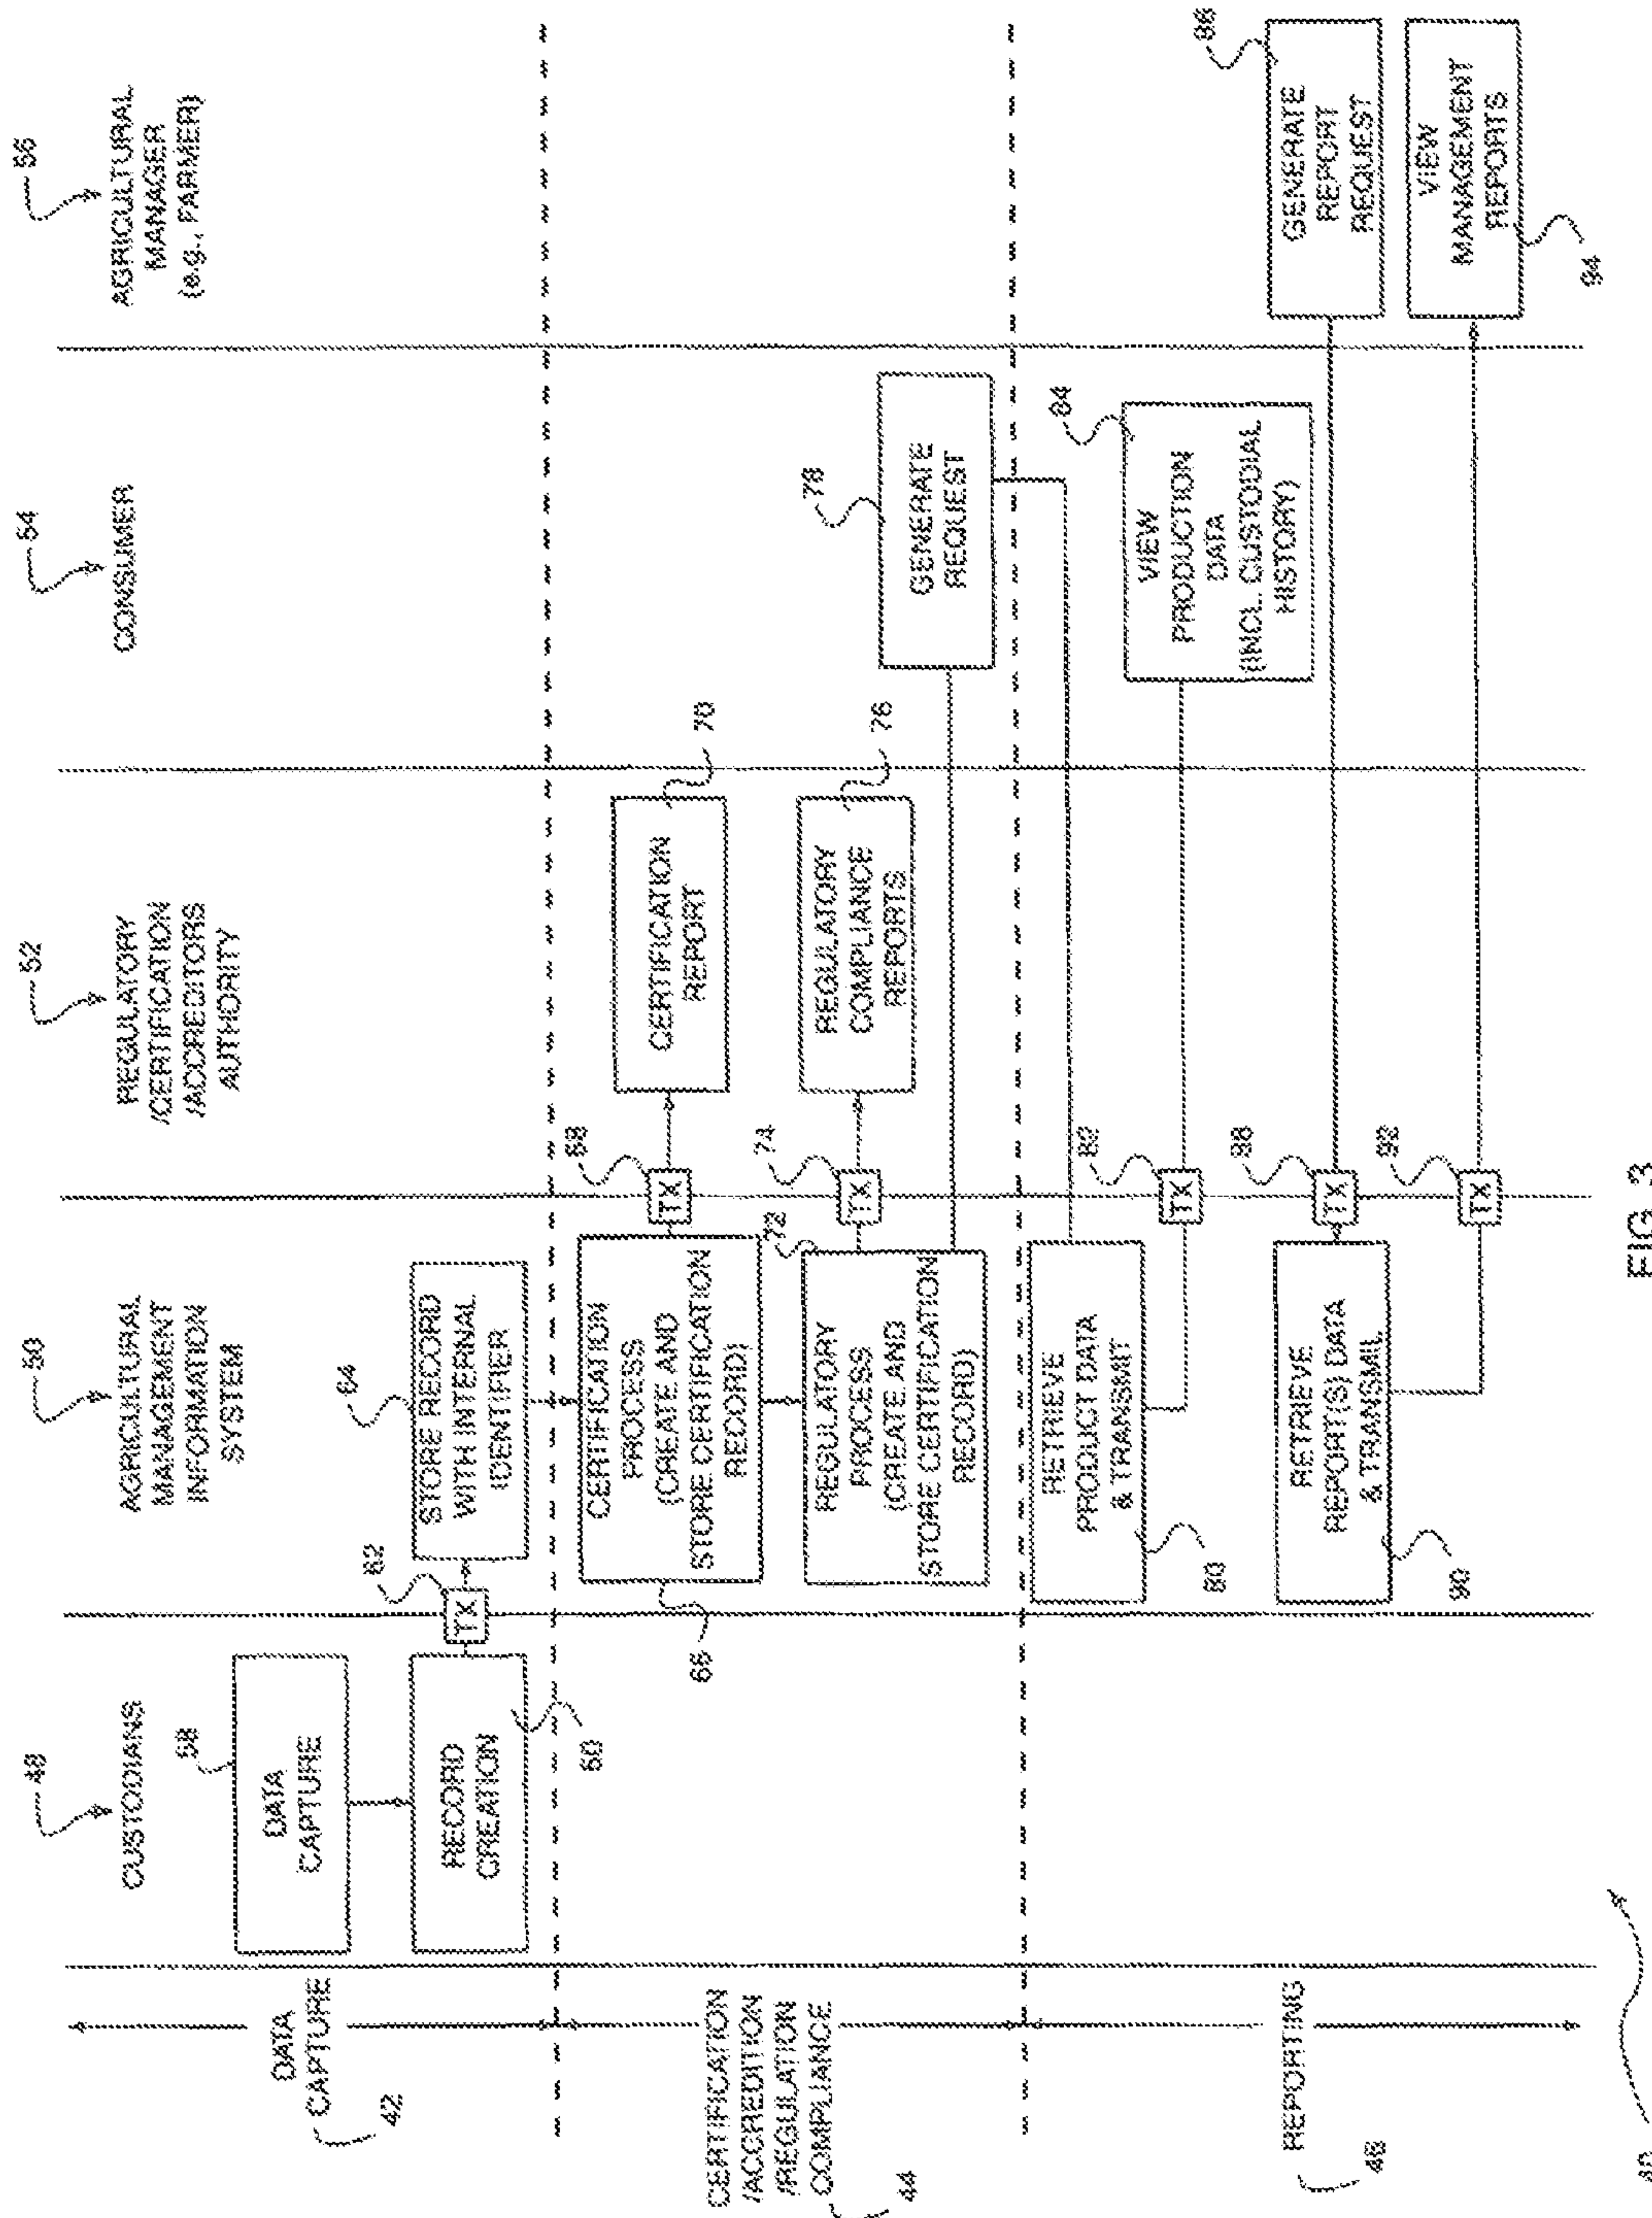 48
CUSTODIANS
50
AGRICULTURAL
MANAGEMENT
INFORMATION
SYSTEM
52
REGULATORY
/CERTIFICATION
/ACCREDITORS
AUTHORITY
54
CONSUMER
56
AGRICULTURAL
MANAGER
(e.g., FARMER)
DATA
CAPTURE
42
58
DATA
CAPTURE
RECORD
CREATION
60
62
TX
64
STORE RECORD
WITH INTERNAL
IDENTIFIER
CERTIFICATION
/ACCREDITION
/REGULATION
COMPLIANCE
44
CERTIFICATION
PROCESS
(CREATE AND
STORE CERTIFICATION
RECORD)
66
68
TX
CERTIFICATION
REPORT
70
72
REGULATORY
PROCESS
(CREATE AND
STORE CERTIFICATION
RECORD)
74
TX
REGULATORY
COMPLIANCE
REPORTS
76
78
GENERATE
REQUEST
REPORTING
46
RETRIEVE
PRODUCT DATA
& TRANSMIT
80
82
TX
84
VIEW
PRODUCTION
DATA
(INCL. CUSTODIAL
HISTORY)
86
GENERATE
REPORT
REQUEST
88
TX
RETRIEVE
REPORT(S) DATA
& TRANSMIL
90
92
TX
VIEW
MANAGEMENT
REPORTS
94
40
FIG. 3